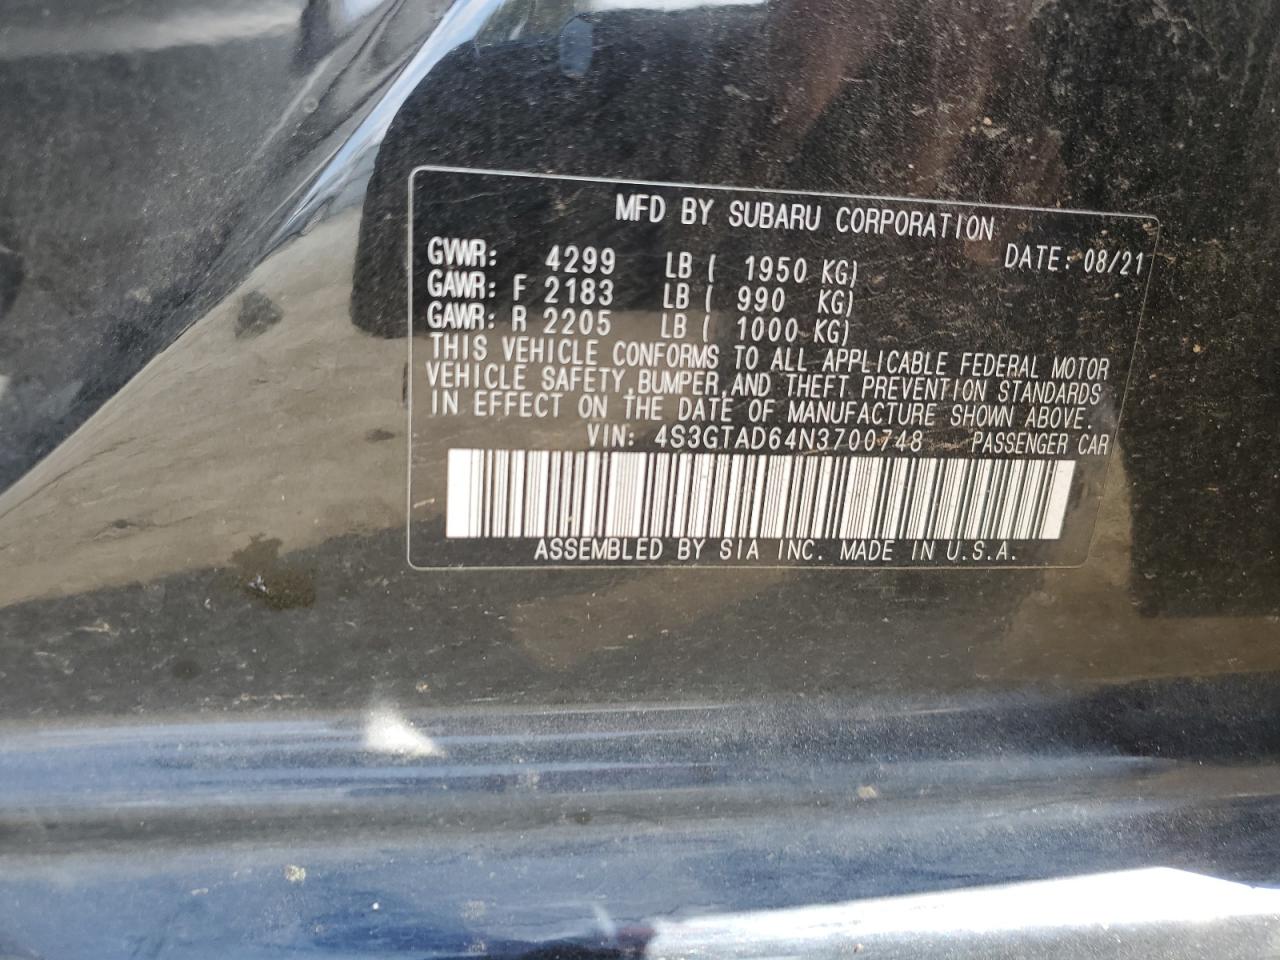 MFD BY SUBARU CORPORATION
DATE: 08/21
GVWR: 4299 LB ( 1950 KG)
GAWR: F 2183 LB ( 990 KG)
GAWR: R 2205 LB ( 1000 KG)
THIS VEHICLE CONFORMS TO ALL APPLICABLE FEDERAL MOTOR
VEHICLE SAFETY, BUMPER, AND THEFT PREVENTION STANDARDS
IN EFFECT ON THE DATE OF MANUFACTURE SHOWN ABOVE.
VIN: 4S3GTAD64N3700748 PASSENGER CAR
ASSEMBLED BY SIA INC. MADE IN U.S.A.